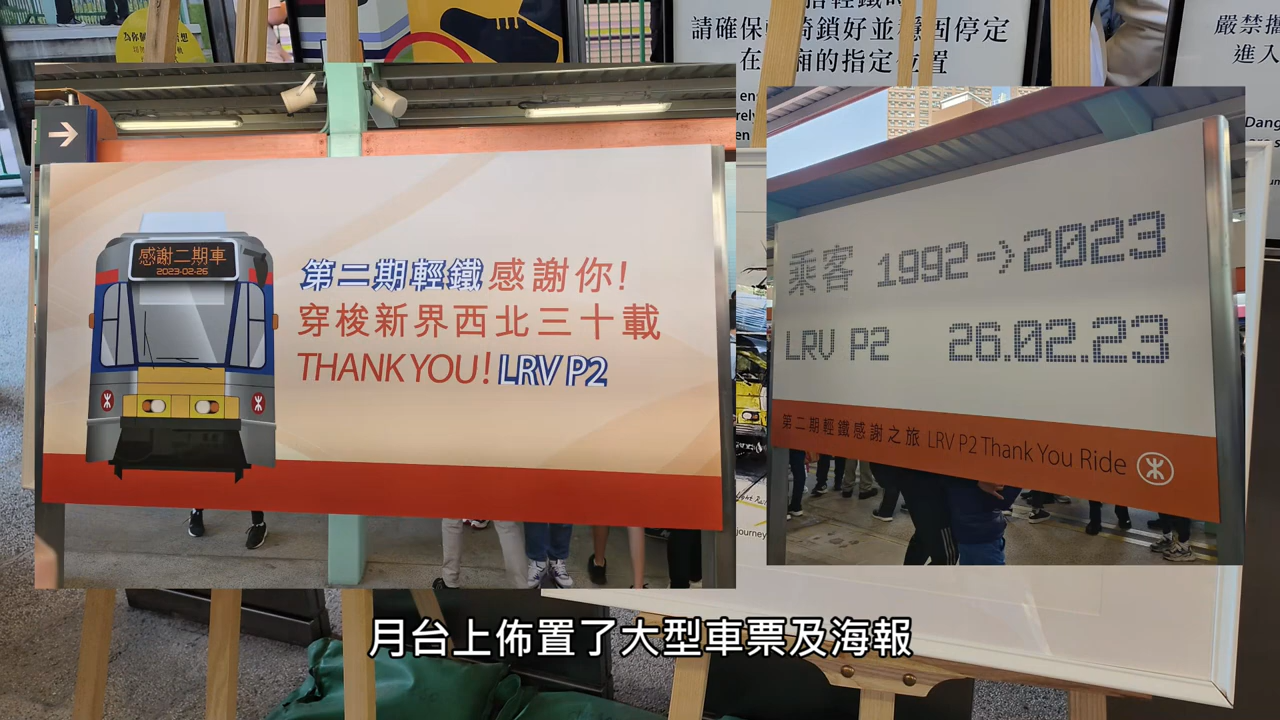 請確保
椅鎖好並穩固停定
在
廂的指定位置
嚴禁
進入
感謝二期車
2023-02-26
第二期輕鐵感謝你!
穿梭新界西北三十載
THANK YOU! LRV P2
乘客 1992->2023
LRV P2 26.02.23
第二期輕鐵感謝之旅 LRV P2 Thank You Ride
journey
月台上佈置了大型車票及海報